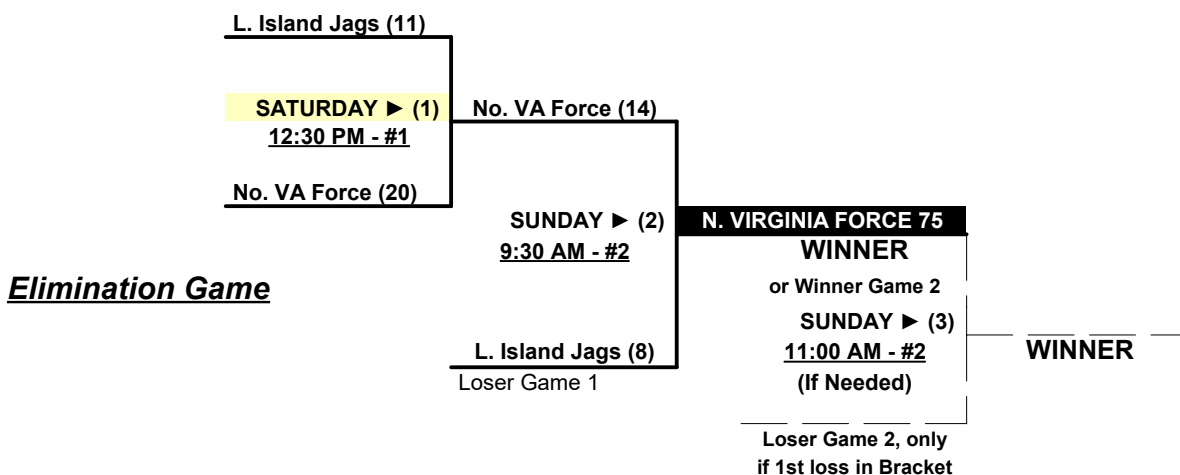 L. Island Jags (11)
SATURDAY ► (1)
No. VA Force (14)
12:30 PM - #1
No. VA Force (20)
SUNDAY ► (2)
N. VIRGINIA FORCE 75
9:30 AM - #2
WINNER
Elimination Game
or Winner Game 2
SUNDAY ► (3)
L. Island Jags (8)
11:00 AM - #2
WINNER
Loser Game 1
(If Needed)
Loser Game 2, only
if 1st loss in Bracket